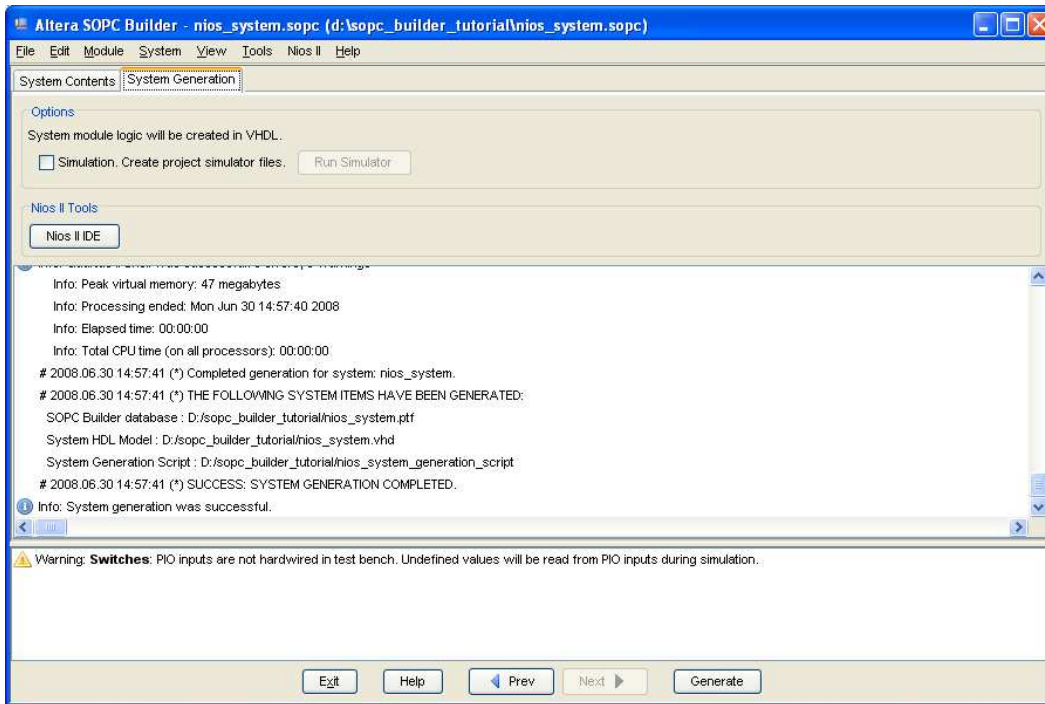 Altera SOPC Builder - nios_system.sopc (d:\sopc_builder_tutorial\nios_system.sopc)
File Edit Module System View Tools Nios II Help
System Contents System Generation
Options
System module logic will be created in VHDL.
Simulation. Create project simulator files. Run Simulator
Nios II Tools
Nios II IDE
Info: Peak virtual memory: 47 megabytes
Info: Processing ended: Mon Jun 30 14:57:40 2008
Info: Elapsed time: 00:00:00
Info: Total CPU time (on all processors): 00:00:00
# 2008.06.30 14:57:41 (*) Completed generation for system: nios_system.
# 2008.06.30 14:57:41 (*) THE FOLLOWING SYSTEM ITEMS HAVE BEEN GENERATED:
SOPC Builder database : D:/sopc_builder_tutorial/nios_system.ptf
System HDL Model : D:/sopc_builder_tutorial/nios_system.vhd
System Generation Script : D:/sopc_builder_tutorial/nios_system_generation_script
# 2008.06.30 14:57:41 (*) SUCCESS: SYSTEM GENERATION COMPLETED.
Info: System generation was successful.
Warning: Switches: PIO inputs are not hardwired in test bench. Undefined values will be read from PIO inputs during simulation.
Exit Help Prev Next Generate